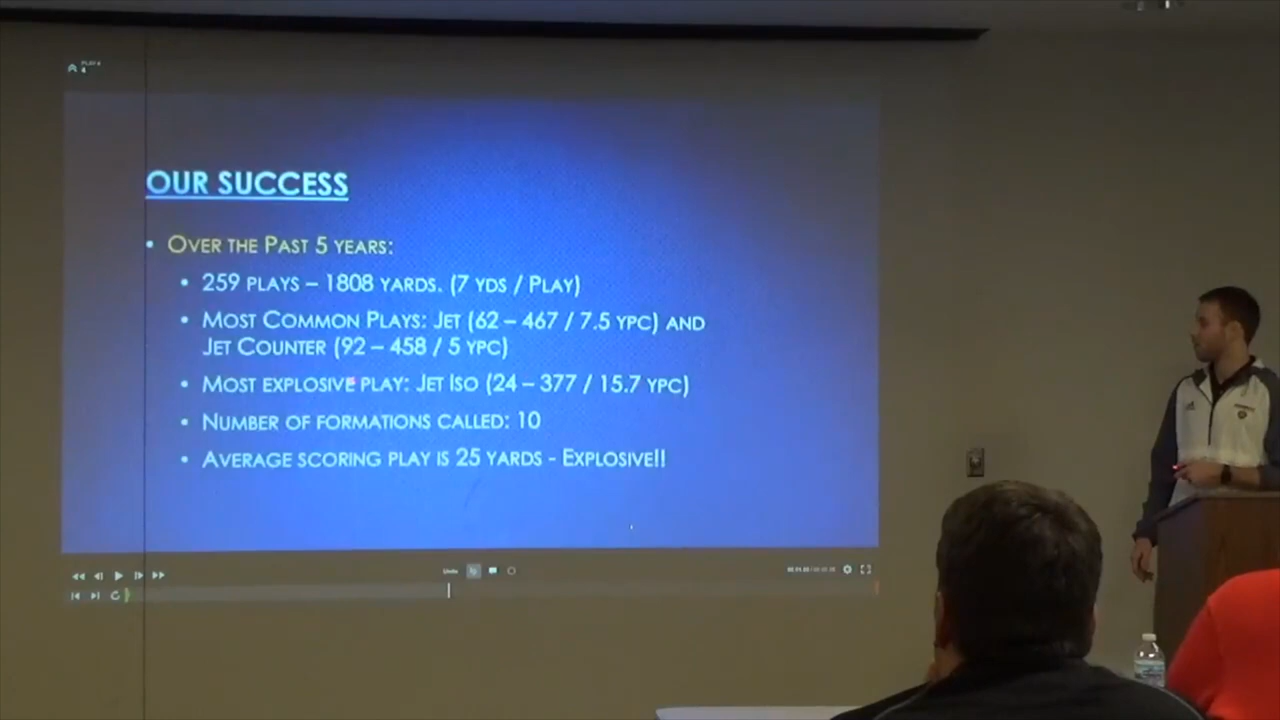 OUR SUCCESS
• OVER THE PAST 5 YEARS:
• 259 PLAYS – 1808 YARDS. (7 YDS / PLAY)
• MOST COMMON PLAYS: JET (62 – 467 / 7.5 YPC) AND
JET COUNTER (92 – 458 / 5 YPC)
• MOST EXPLOSIVE PLAY: JET ISO (24 – 377 / 15.7 YPC)
• NUMBER OF FORMATIONS CALLED: 10
• AVERAGE SCORING PLAY IS 25 YARDS - EXPLOSIVE!!